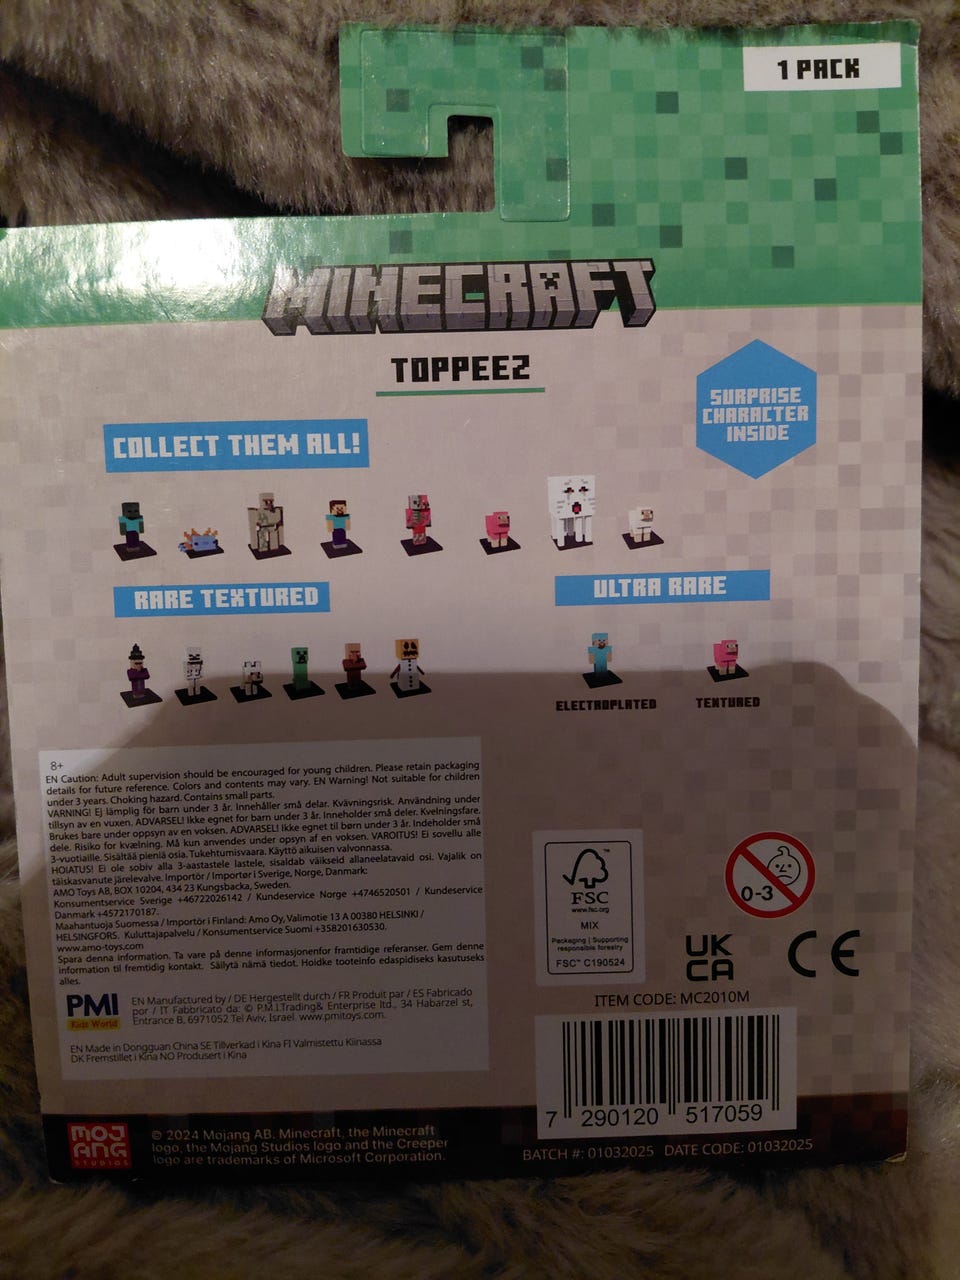 1 PACK
MINECRAFT
TOPPEEZ
SURPRISE
CHARACTER
INSIDE
COLLECT THEM ALL!
RARE TEXTURED
ULTRA RARE
ELECTROPLATED
TEXTURED
8+
EN Caution: Adult supervision should be encouraged for young children. Please retain packaging
details for future reference. Colors and contents may vary. EN Warning! Not suitable for children
under 3 years. Choking hazard. Contains small parts.
VARNING! Ej lämplig för barn under 3 år. Innehåller små delar. Kvävningsrisk. Användning under
tillsyn av en vuxen. ADVARSEL! Ikke egnet for barn under 3 år. Inneholder små deler. Kvelningsfare.
Brukes bare under oppsyn av en voksen. ADVARSEL! Ikke egnet til børn under 3 år. Indeholder små
dele. Risiko for kvælning. Må kun anvendes under opsyn af en voksen. VAROITUS! Ei sovellu alle
3-vuotiaille. Sisältää pieniä osia. Tukehtumisvaara. Käyttö aikuisen valvonnassa.
HOIATUS! Ei ole sobiv alla 3-aastastele lastele, sisaldab väikseid allaneelatavaid osi. Vajalik on
täiskasvanute järelevalve. Importör / Importør i Sverige, Norge, Danmark:
AMO Toys AB, BOX 10204, 434 23 Kungsbacka, Sweden.
Konsumentservice Sverige +46722026142 / Kundeservice Norge +4746520501 / Kundeservice
Danmark +4572170187.
Maahantuoja Suomessa / Importör i Finland: Amo Oy, Valimotie 13 A 00380 HELSINKI /
HELSINGFORS. Kuluttajapalvelu / Konsumentservice Suomi +358201630530.
www.amo-toys.com
Spara denna information. Ta vare på denne informasjonenfor framtidige referanser. Gem denne
information til fremtidig kontakt. Säilytä nämä tiedot. Hoidke tooteinfo edaspidiseks kasutuseks
alles.
PMI
Kids World
EN Manufactured by / DE Hergestellt durch / FR Produit par / ES Fabricado
por / IT Fabbricato da: © P.M.I.Trading& Enterprise ltd., 34 Habarzel st,
Entrance B, 6971052 Tel Aviv, Israel. www.pmitoys.com
EN Made in Dongguan China SE Tillverkad i Kina FI Valmistettu Kiinassa
DK Fremstillet i Kina NO Produsert i Kina
FSC
www.fsc.org
MIX
Packaging | Supporting
responsible forestry
FSC™ C190524
0-3
UK
CA
CE
ITEM CODE: MC2010M
7 290120 517059
BATCH #: 01032025 DATE CODE: 01032025
MOJ
ANG
STUDIOS
© 2024 Mojang AB. Minecraft, the Minecraft
logo, the Mojang Studios logo and the Creeper
logo are trademarks of Microsoft Corporation.